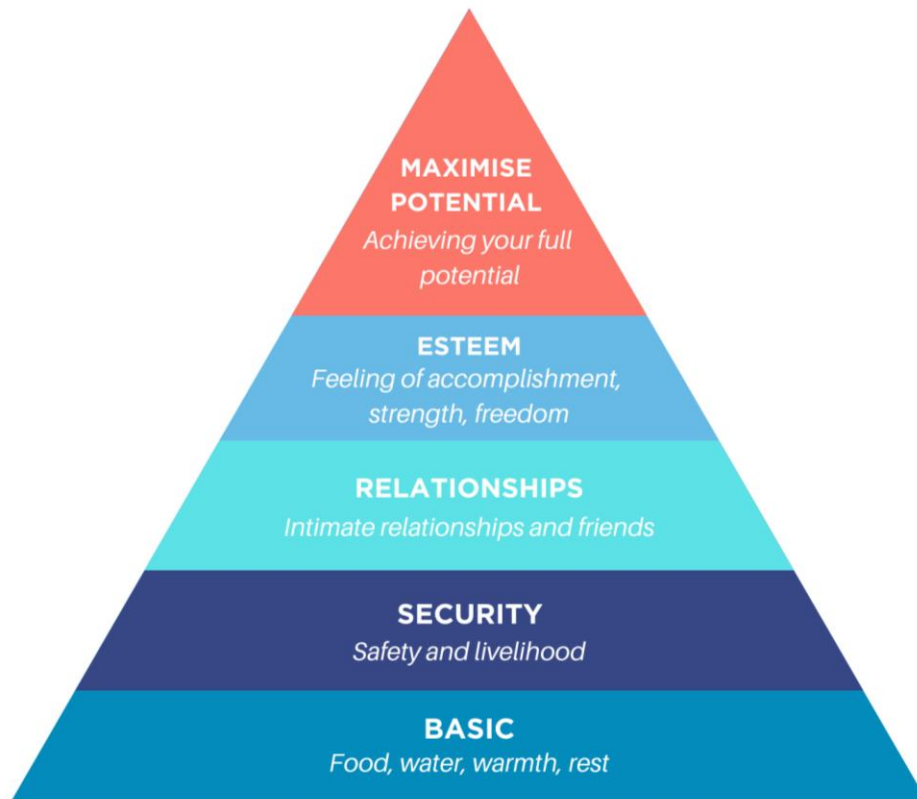 MAXIMISE
POTENTIAL
Achieving your full
potential
ESTEEM
Feeling of accomplishment,
strength, freedom
RELATIONSHIPS
Intimate relationships and friends
SECURITY
Safety and livelihood
BASIC
Food, water, warmth, rest